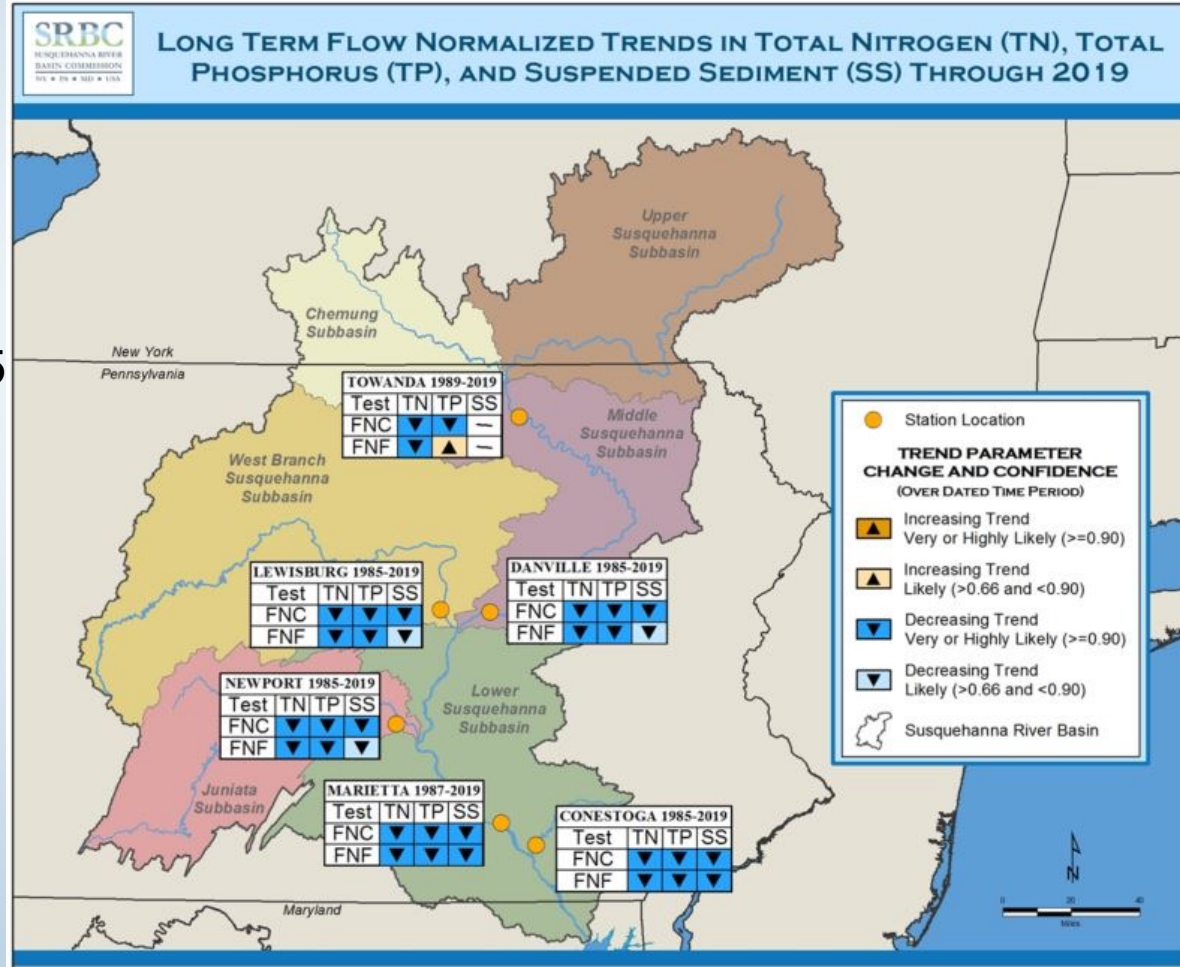 SRBC
SUSQUEHANNA RIVER
BASIN COMMISSION
NY ● PA ● MD ● USA
LONG TERM FLOW NORMALIZED TRENDS IN TOTAL NITROGEN (TN), TOTAL
PHOSPHORUS (TP), AND SUSPENDED SEDIMENT (SS) THROUGH 2019
Upper
Susquehanna
Subbasin
Chemung
Subbasin
New York
Pennsylvania
5
TOWANDA 1989-2019
Test TN TP SS
FNC ▼ ▼ –
FNF ▼ ▲ –
Middle
Susquehanna
Subbasin
West Branch
Susquehanna
Subbasin
LEWISBURG 1985-2019
Test TN TP SS
FNC ▼ ▼ ▼
FNF ▼ ▼ ▼
DANVILLE 1985-2019
Test TN TP SS
FNC ▼ ▼ ▼
FNF ▼ ▼ ▼
NEWPORT 1985-2019
Test TN TP SS
FNC ▼ ▼ ▼
FNF ▼ ▼ ▼
Lower
Susquehanna
Subbasin
Juniata
Subbasin
MARIETTA 1987-2019
Test TN TP SS
FNC ▼ ▼ ▼
FNF ▼ ▼ ▼
CONESTOGA 1985-2019
Test TN TP SS
FNC ▼ ▼ ▼
FNF ▼ ▼ ▼
Maryland
Station Location
TREND PARAMETER
CHANGE AND CONFIDENCE
(OVER DATED TIME PERIOD)
▲ Increasing Trend
Very or Highly Likely (>=0.90)
▲ Increasing Trend
Likely (>0.66 and <0.90)
▼ Decreasing Trend
Very or Highly Likely (>=0.90)
▼ Decreasing Trend
Likely (>0.66 and <0.90)
Susquehanna River Basin
N
0 20 40
Miles